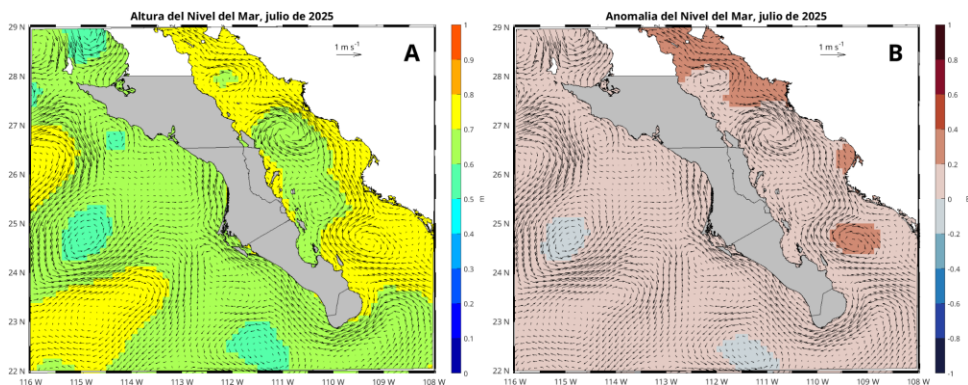 Altura del Nivel del Mar, julio de 2025
29 N
28 N
27 N
26 N
25 N
24 N
23 N
22 N
116 W
115 W
114 W
113 W
112 W
111 W
110 W
109 W
108 W
1 m s-1
A
1
0.9
0.8
0.7
0.6
0.5
0.4
0.3
0.2
0.1
0
m
Anomalia del Nivel del Mar, julio de 2025
29 N
28 N
27 N
26 N
25 N
24 N
23 N
22 N
116 W
115 W
114 W
113 W
112 W
111 W
110 W
109 W
108 W
1 m s-1
B
1
0.8
0.6
0.4
0.2
0
-0.2
-0.4
-0.6
-0.8
-1
m